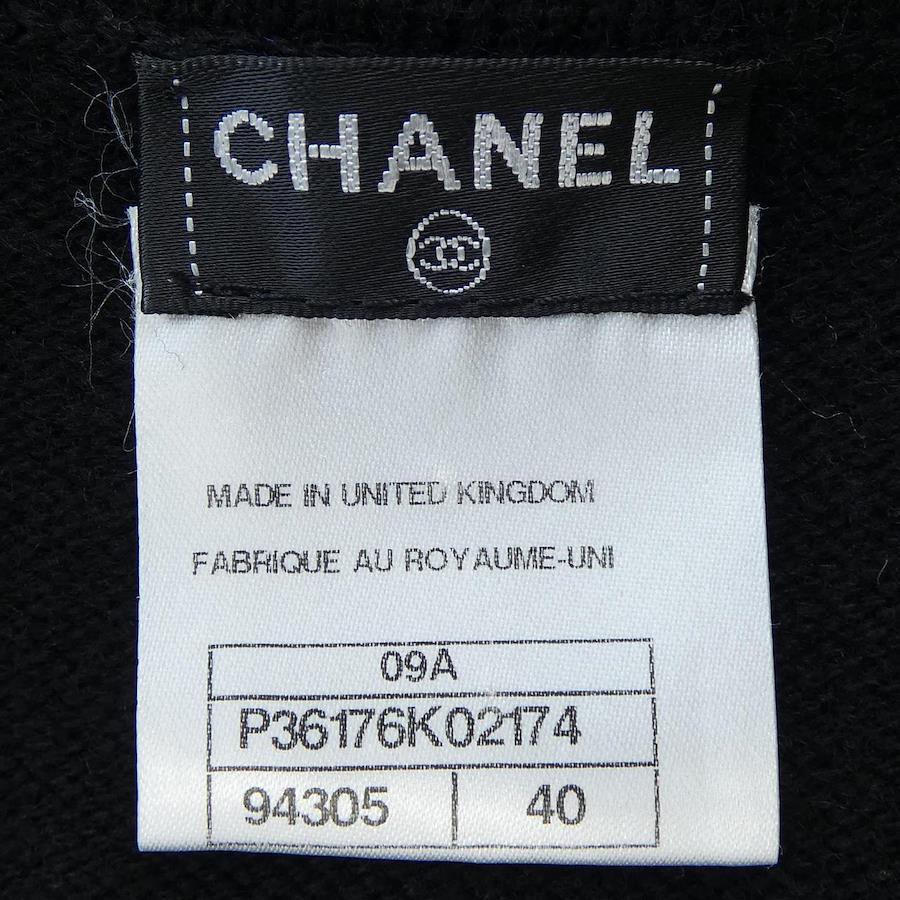 CHANEL
MADE IN UNITED KINGDOM
FABRIQUE AU ROYAUME-UNI
09A
P36176K02174
94305 40